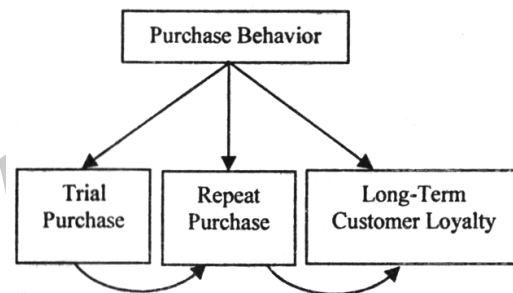 Purchase Behavior
Trial
Purchase
Repeat
Purchase
Long-Term
Customer Loyalty